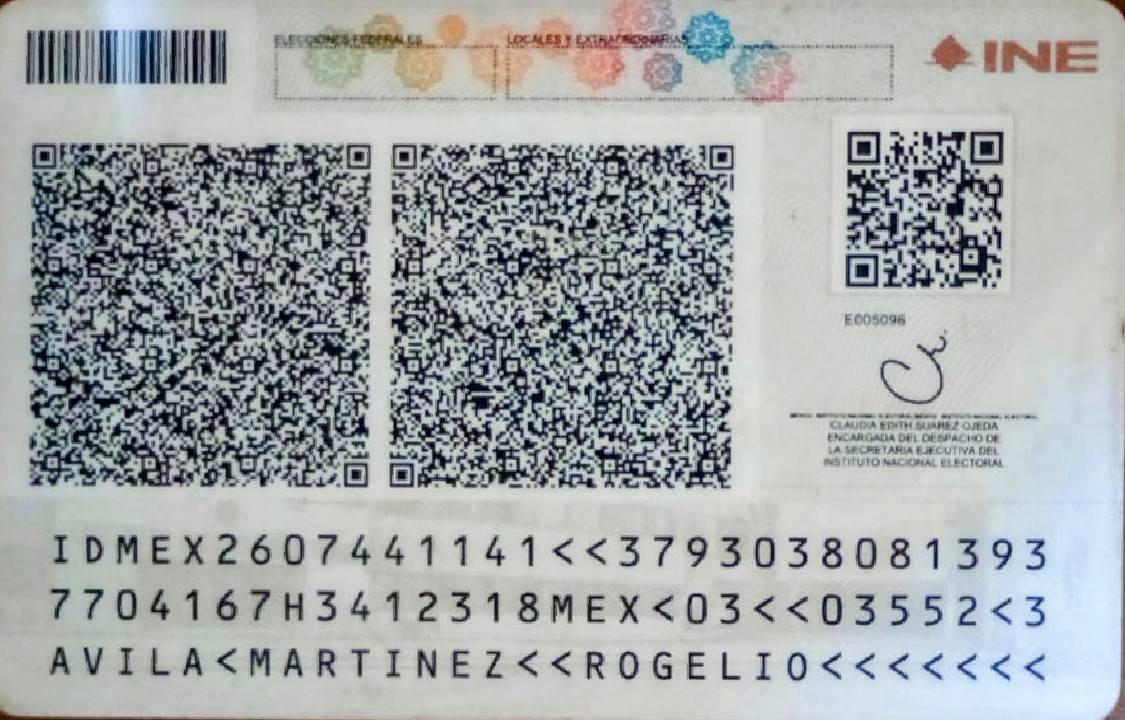 ELECCIONES FEDERALES
LOCALES Y EXTRAORDINARIAS
INE
E005096
CLAUDIA EDITH SUAREZ OJEDA
ENCARGADA DEL DESPACHO DE
LA SECRETARIA EJECUTIVA DEL
INSTITUTO NACIONAL ELECTORAL
IDMEX2607441141<<3793038081393
7704167H3412318MEX<03<<03552<3
AVILA<MARTINEZ<<ROGELIO<<<<<<<